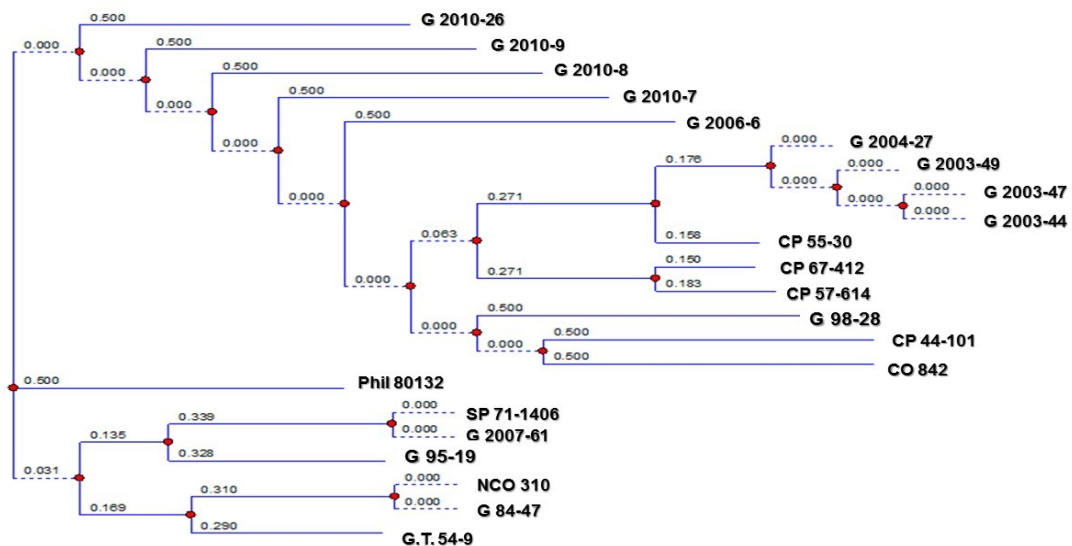 0.500 G 2010-26
0.000
0.500 G 2010-9
0.000
0.500 G 2010-8
0.000
0.500 G 2010-7
0.000
0.500 G 2006-6
0.000 G 2004-27
0.176
0.000 G 2003-49
0.000
0.000 G 2003-47
0.000
0.271
0.000 G 2003-44
0.000
0.063
0.158 CP 55-30
0.150 CP 67-412
0.271
0.183 CP 57-614
0.000
0.500 G 98-28
0.000
0.500 CP 44-101
0.000
0.500 CO 842
0.500 Phil 80132
0.000 SP 71-1406
0.339
0.000 G 2007-61
0.135
0.328 G 95-19
0.031
0.000 NCO 310
0.310
0.000 G 84-47
0.169
0.290 G.T. 54-9